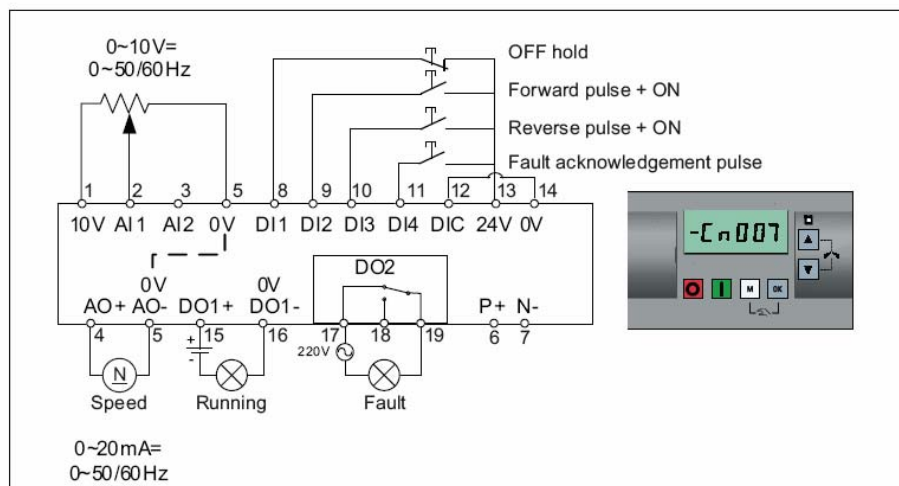 0~10V=
0~50/60Hz
OFF hold
Forward pulse + ON
Reverse pulse + ON
Fault acknowledgement pulse
1 2 3 5 8 9 10 11 12 13 14
10V AI1 AI2 0V DI1 DI2 DI3 DI4 DIC 24V 0V
-Cn007
DO2
0V 0V
AO+ AO- DO1+ DO1- P+ N-
4 5 15 16 17 18 19 6 7
+
-
220V
N
M OK
Speed Running Fault
0~20mA=
0~50/60Hz